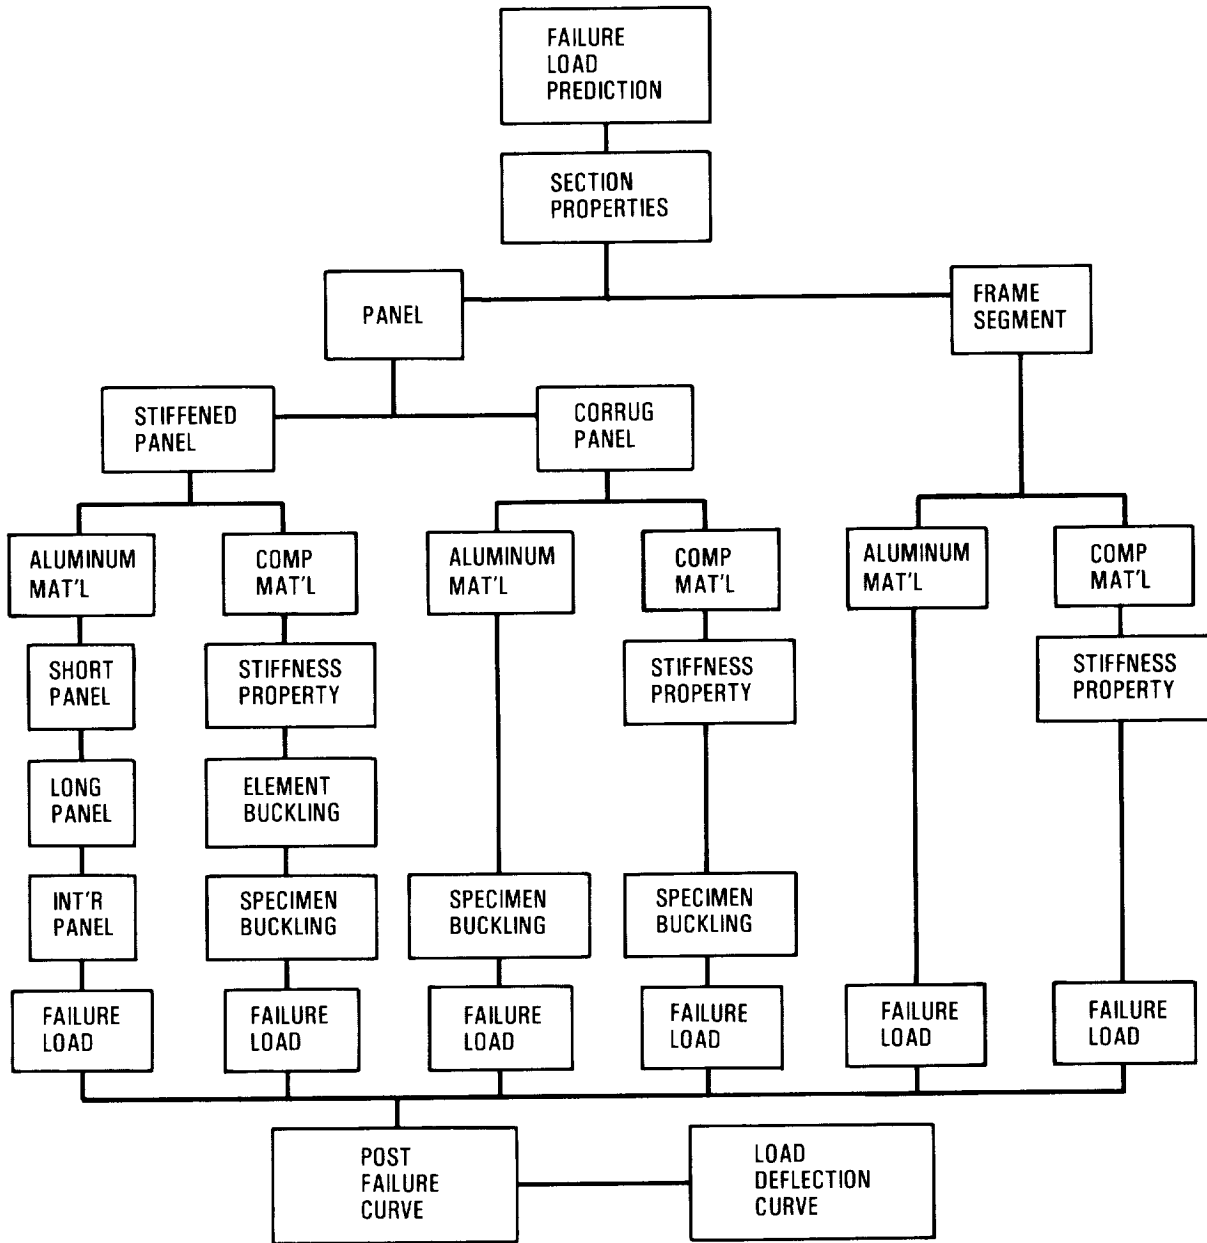 FAILURE
LOAD
PREDICTION
SECTION
PROPERTIES
PANEL
FRAME
SEGMENT
STIFFENED
PANEL
CORRUG
PANEL
ALUMINUM
MAT'L
COMP
MAT'L
ALUMINUM
MAT'L
COMP
MAT'L
ALUMINUM
MAT'L
COMP
MAT'L
SHORT
PANEL
STIFFNESS
PROPERTY
STIFFNESS
PROPERTY
STIFFNESS
PROPERTY
LONG
PANEL
ELEMENT
BUCKLING
INT'R
PANEL
SPECIMEN
BUCKLING
SPECIMEN
BUCKLING
SPECIMEN
BUCKLING
FAILURE
LOAD
FAILURE
LOAD
FAILURE
LOAD
FAILURE
LOAD
FAILURE
LOAD
FAILURE
LOAD
POST
FAILURE
CURVE
LOAD
DEFLECTION
CURVE